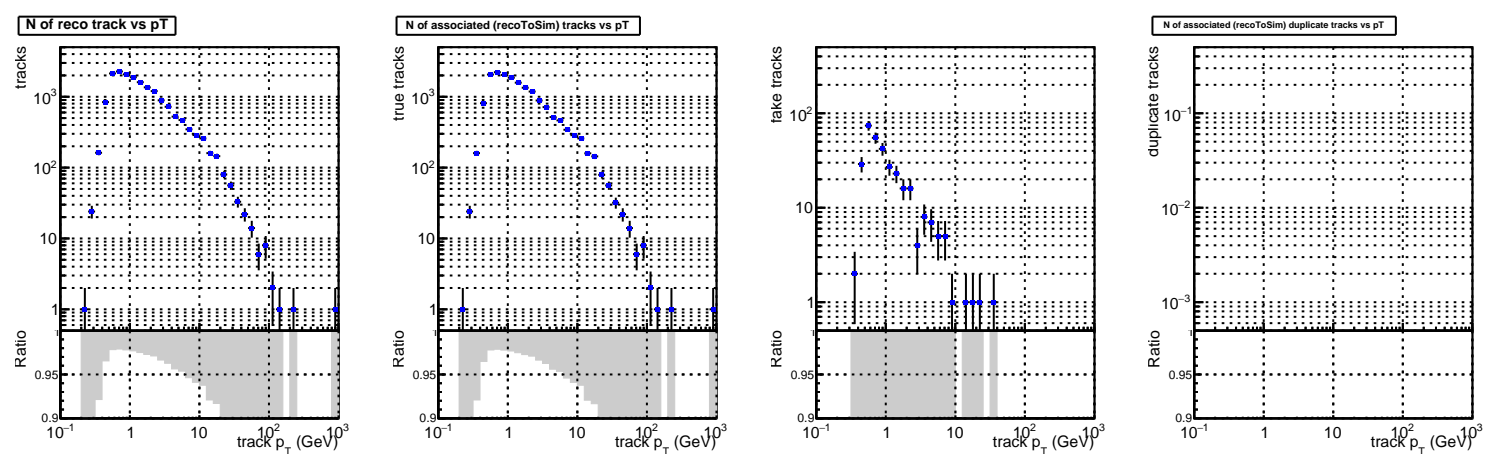 N of reco track vs pT
tracks
10³
10²
10
1
Ratio
1
0.95
0.9
10⁻¹ 1 10 10² 10³
track p_T (GeV)
N of associated (recoToSim) tracks vs pT
true tracks
10³
10²
10
1
Ratio
1
0.95
0.9
10⁻¹ 1 10 10² 10³
track p_T (GeV)
fake tracks
10²
10
1
Ratio
1
0.95
0.9
10⁻¹ 1 10 10² 10³
track p_T (GeV)
N of associated (recoToSim) duplicate tracks vs pT
duplicate tracks
10⁻¹
10⁻²
10⁻³
Ratio
1
0.95
0.9
10⁻¹ 1 10 10² 10³
track p_T (GeV)